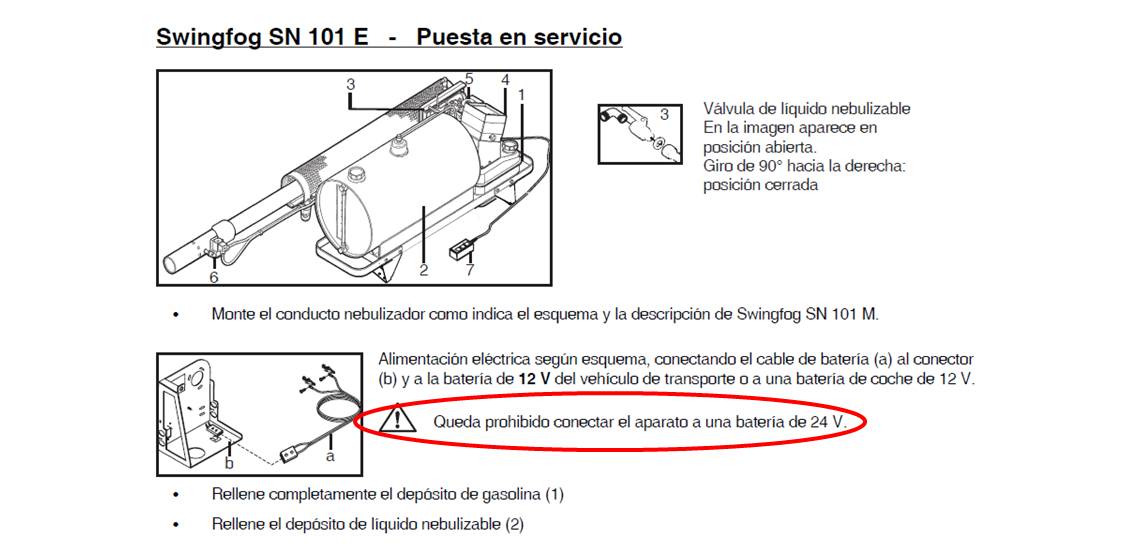 Swingfog SN 101 E - Puesta en servicio
3
5
4
1
6
2
7
3
Válvula de líquido nebulizable
En la imagen aparece en
posición abierta.
Giro de 90° hacia la derecha:
posición cerrada
• Monte el conducto nebulizador como indica el esquema y la descripción de Swingfog SN 101 M.
b
a
Alimentación eléctrica según esquema, conectando el cable de batería (a) al conector
(b) y a la batería de 12 V del vehículo de transporte o a una batería de coche de 12 V.
Queda prohibido conectar el aparato a una batería de 24 V.
• Rellene completamente el depósito de gasolina (1)
• Rellene el depósito de líquido nebulizable (2)